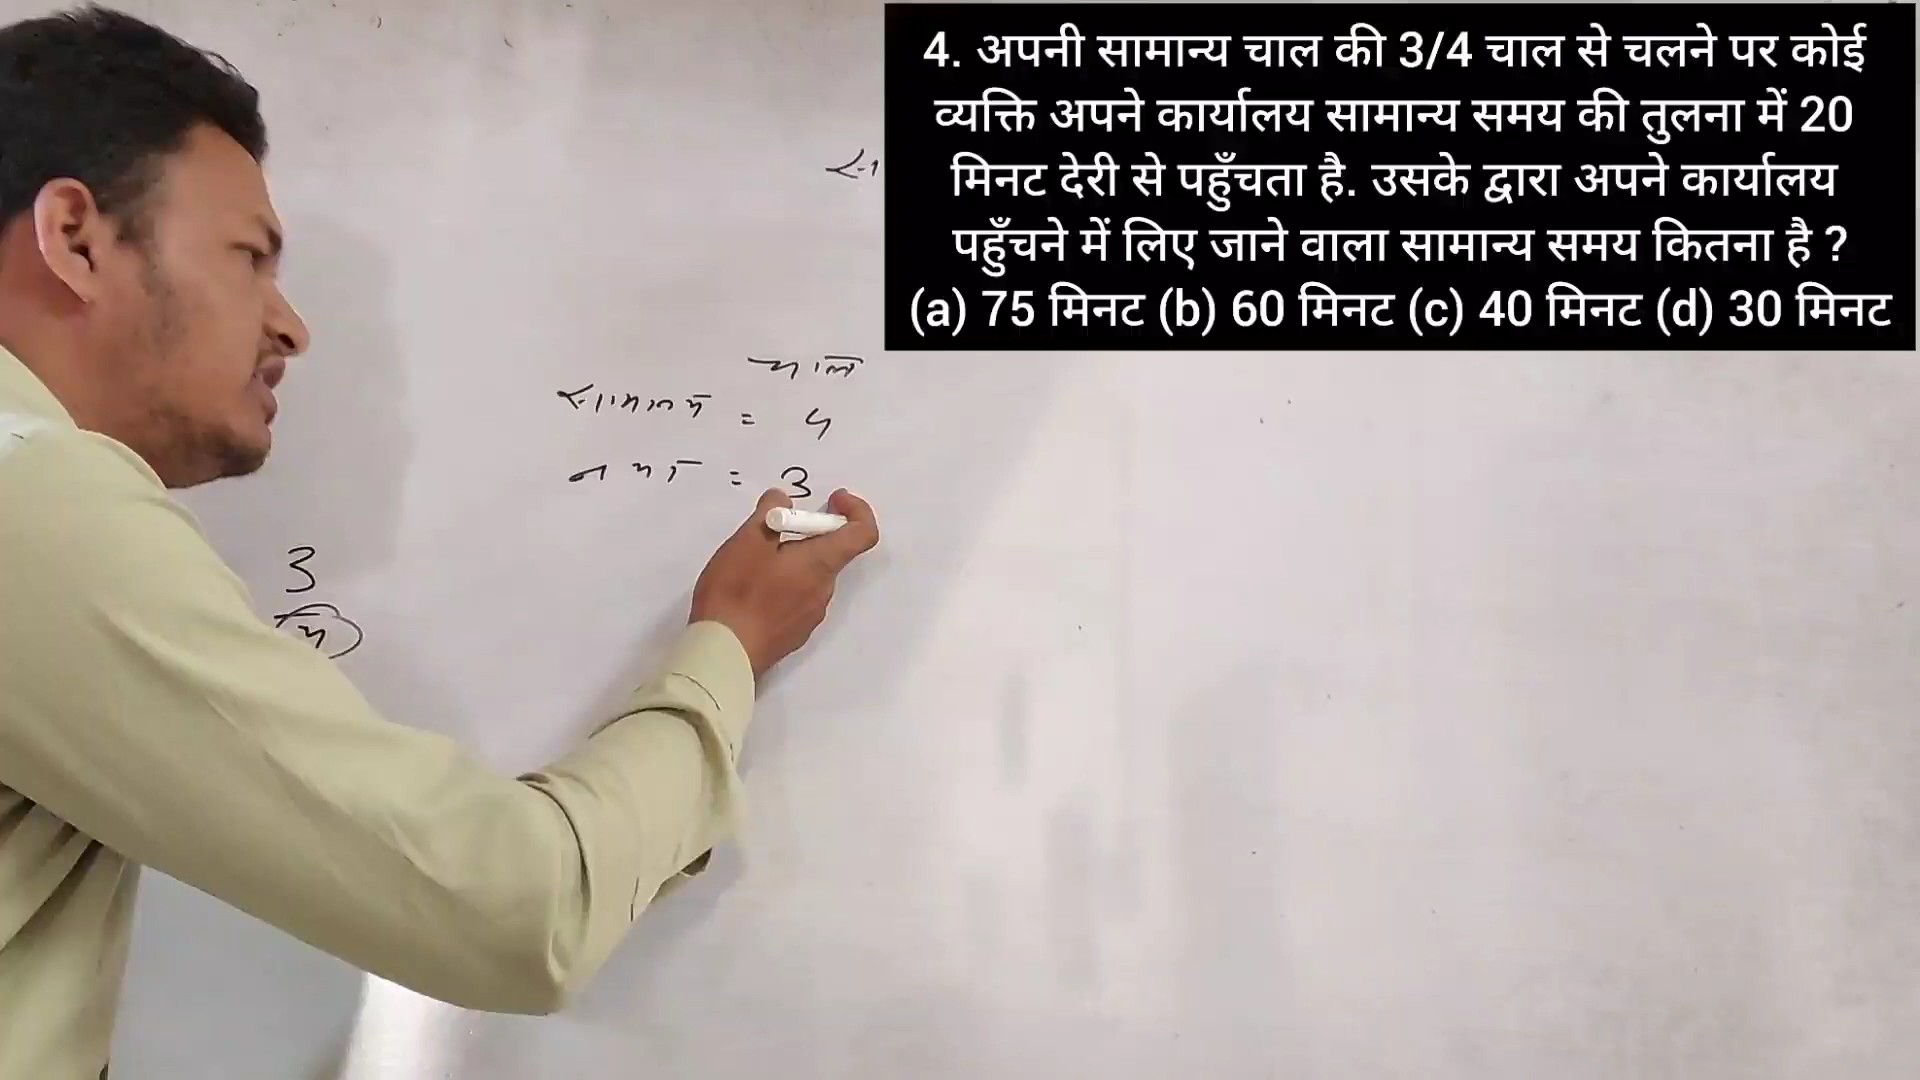 4. अपनी सामान्य चाल की 3/4 चाल से चलने पर कोई
व्यक्ति अपने कार्यालय सामान्य समय की तुलना में 20
मिनट देरी से पहुँचता है. उसके द्वारा अपने कार्यालय
पहुँचने में लिए जाने वाला सामान्य समय कितना है ?
(a) 75 मिनट (b) 60 मिनट (c) 40 मिनट (d) 30 मिनट
चाल
सामान्य = 4
नया = 3
3